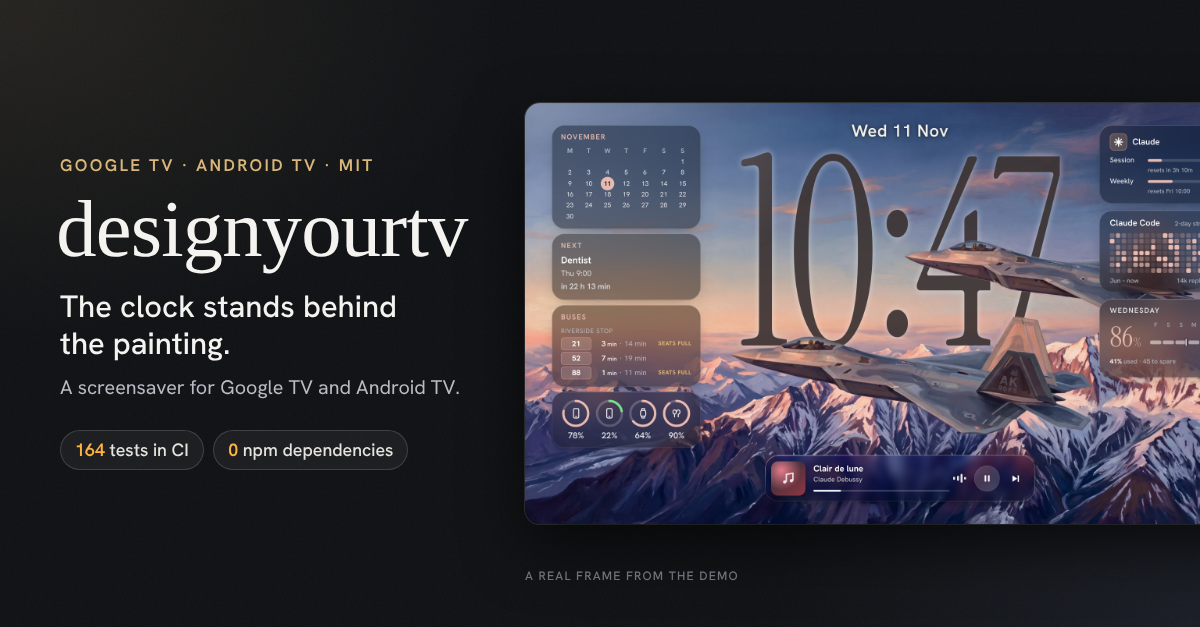 GOOGLE TV · ANDROID TV · MIT
designyourtv
The clock stands behind
the painting.
A screensaver for Google TV and Android TV.
164 tests in CI
0 npm dependencies
NOVEMBER
M T W T F S S
1
2 3 4 5 6 7 8
9 10 11 12 13 14 15
16 17 18 19 20 21 22
23 24 25 26 27 28 29
30
NEXT
Dentist
Thu 9:00
in 22 h 13 min
BUSES
RIVERSIDE STOP
21 3 min · 14 min SEATS FULL
52 7 min · 19 min
88 1 min · 11 min SEATS FULL
78% 22% 64% 90%
Wed 11 Nov
10:47
AK
Clair de lune
Claude Debussy
Claude
Session
resets in 3h 10m
Weekly
resets Fri 10:00
Claude Code
Jun - now
WEDNESDAY
F S S M T
86%
41% used · 45 to spare
A REAL FRAME FROM THE DEMO